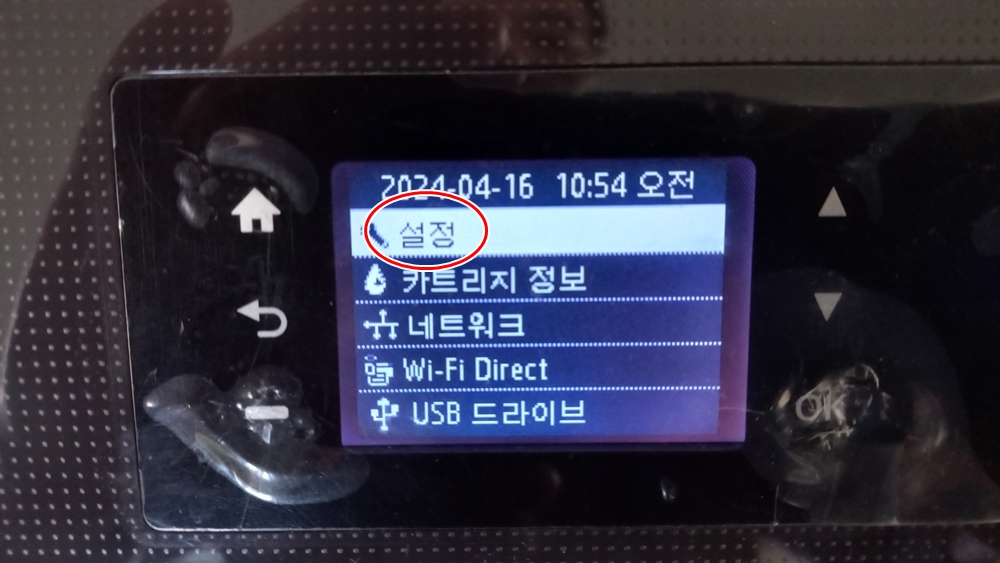 2024-04-16 10:54 오전
설정
카트리지 정보
네트워크
Wi-Fi Direct
USB 드라이브
OK